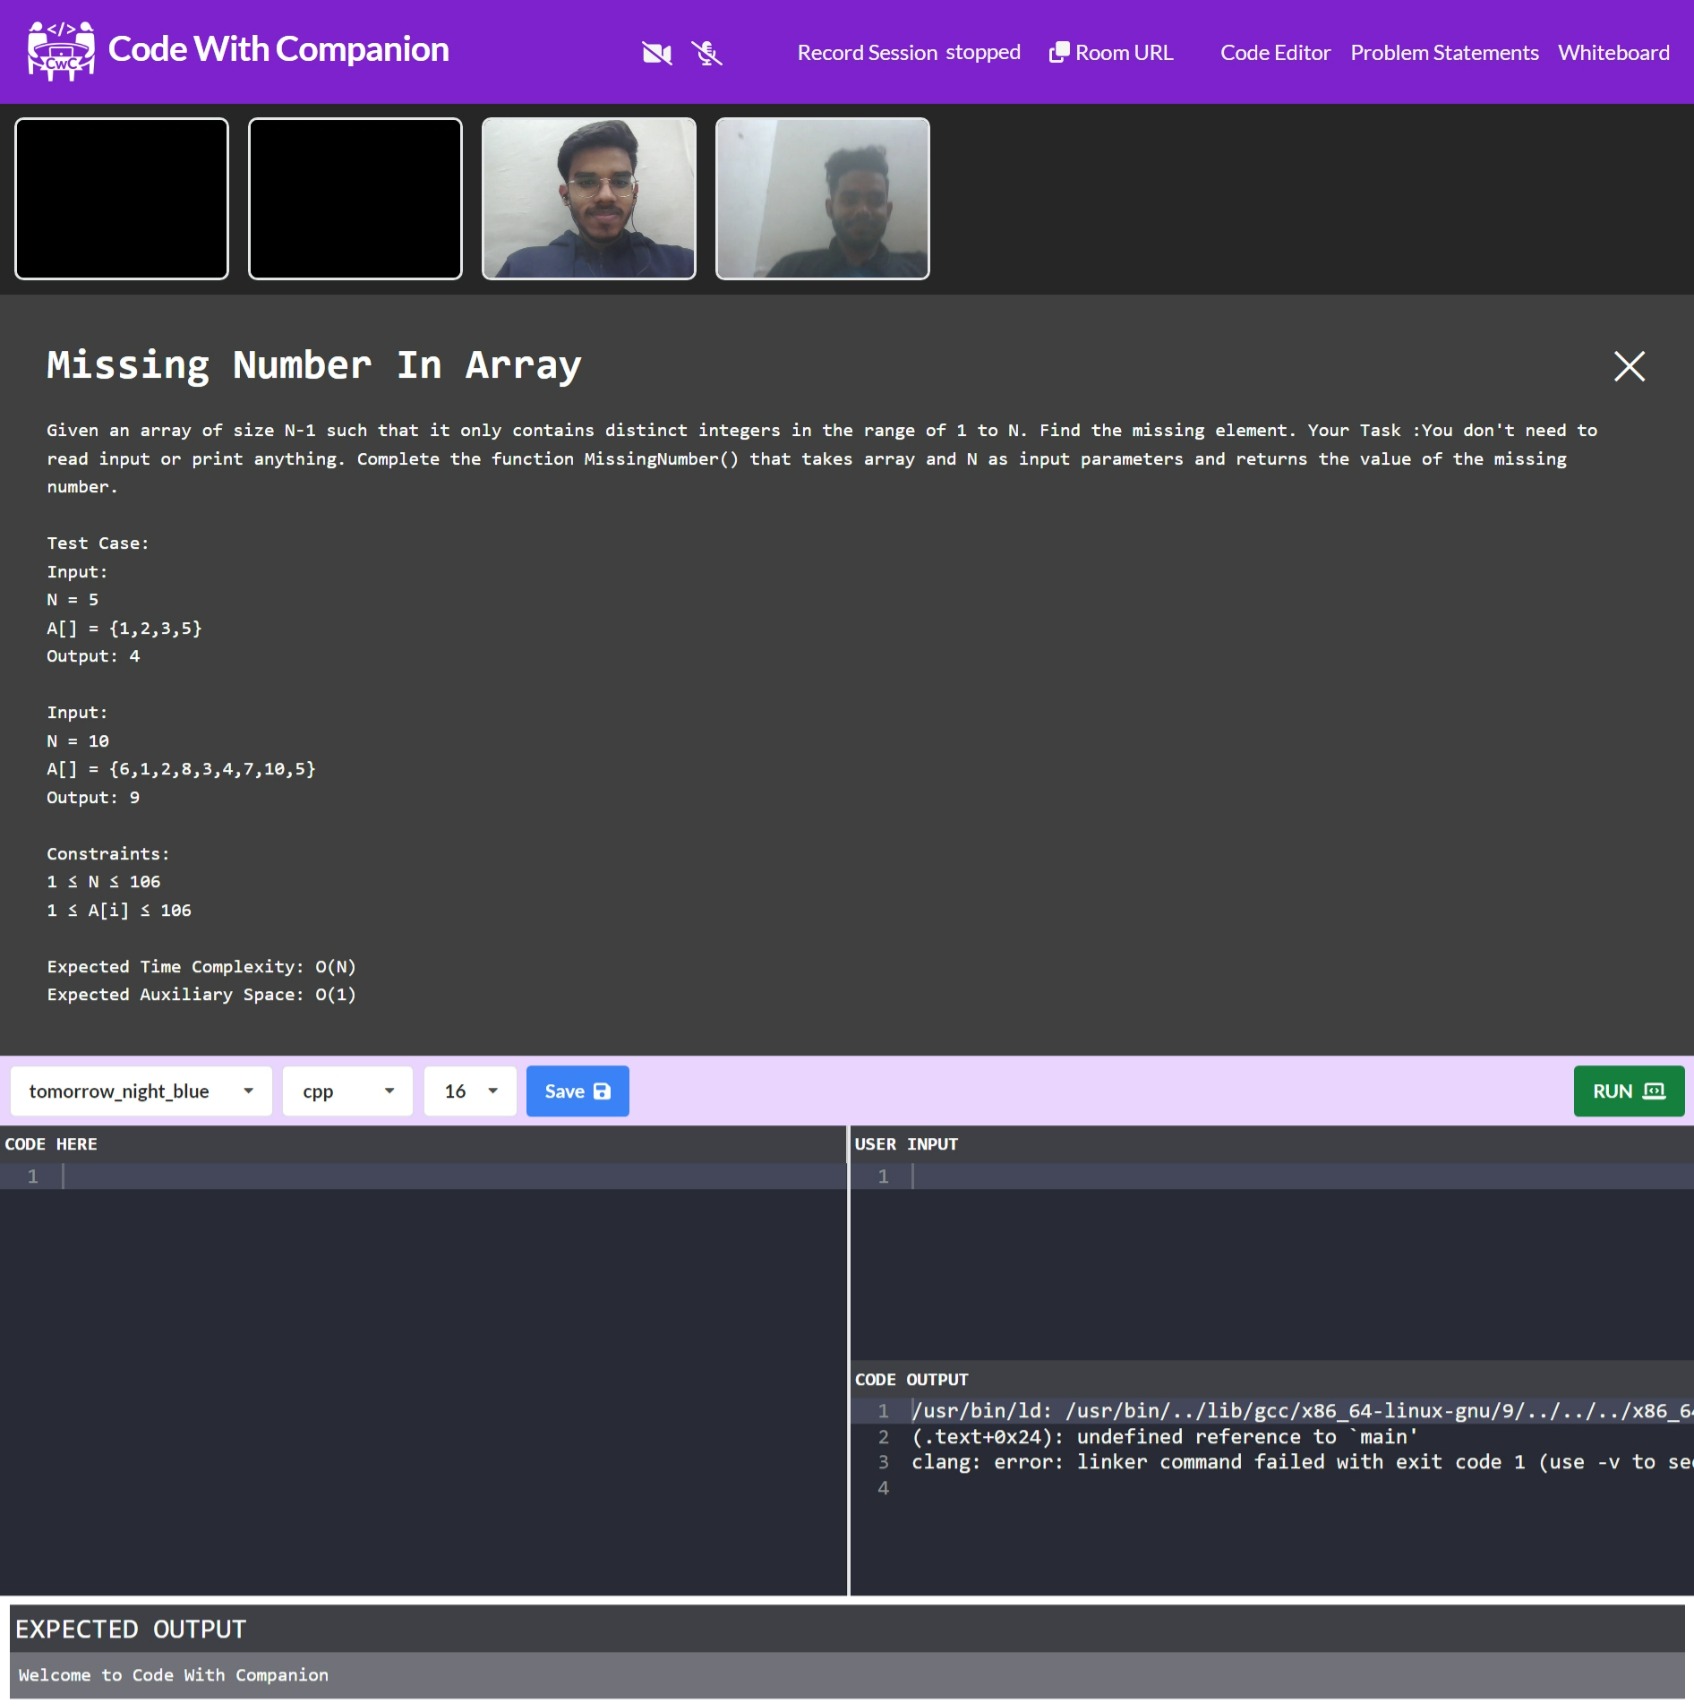 </>
CWC
Code With Companion
Record Session stopped
Room URL
Code Editor
Problem Statements
Whiteboard
Missing Number In Array
Given an array of size N-1 such that it only contains distinct integers in the range of 1 to N. Find the missing element. Your Task :You don't need to
read input or print anything. Complete the function MissingNumber() that takes array and N as input parameters and returns the value of the missing
number.
Test Case:
Input:
N = 5
A[] = {1,2,3,5}
Output: 4
Input:
N = 10
A[] = {6,1,2,8,3,4,7,10,5}
Output: 9
Constraints:
1 ≤ N ≤ 106
1 ≤ A[i] ≤ 106
Expected Time Complexity: O(N)
Expected Auxiliary Space: O(1)
tomorrow_night_blue
cpp
16
Save
RUN
CODE HERE
1
USER INPUT
1
CODE OUTPUT
1 /usr/bin/ld: /usr/bin/../lib/gcc/x86_64-linux-gnu/9/../../../x86_64
2 (.text+0x24): undefined reference to `main'
3 clang: error: linker command failed with exit code 1 (use -v to see
4
EXPECTED OUTPUT
Welcome to Code With Companion